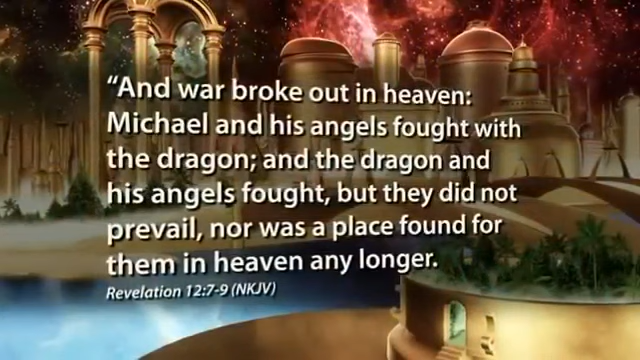 “And war broke out in heaven:
Michael and his angels fought with
the dragon; and the dragon and
his angels fought, but they did not
prevail, nor was a place found for
them in heaven any longer.
Revelation 12:7-9 (NKJV)